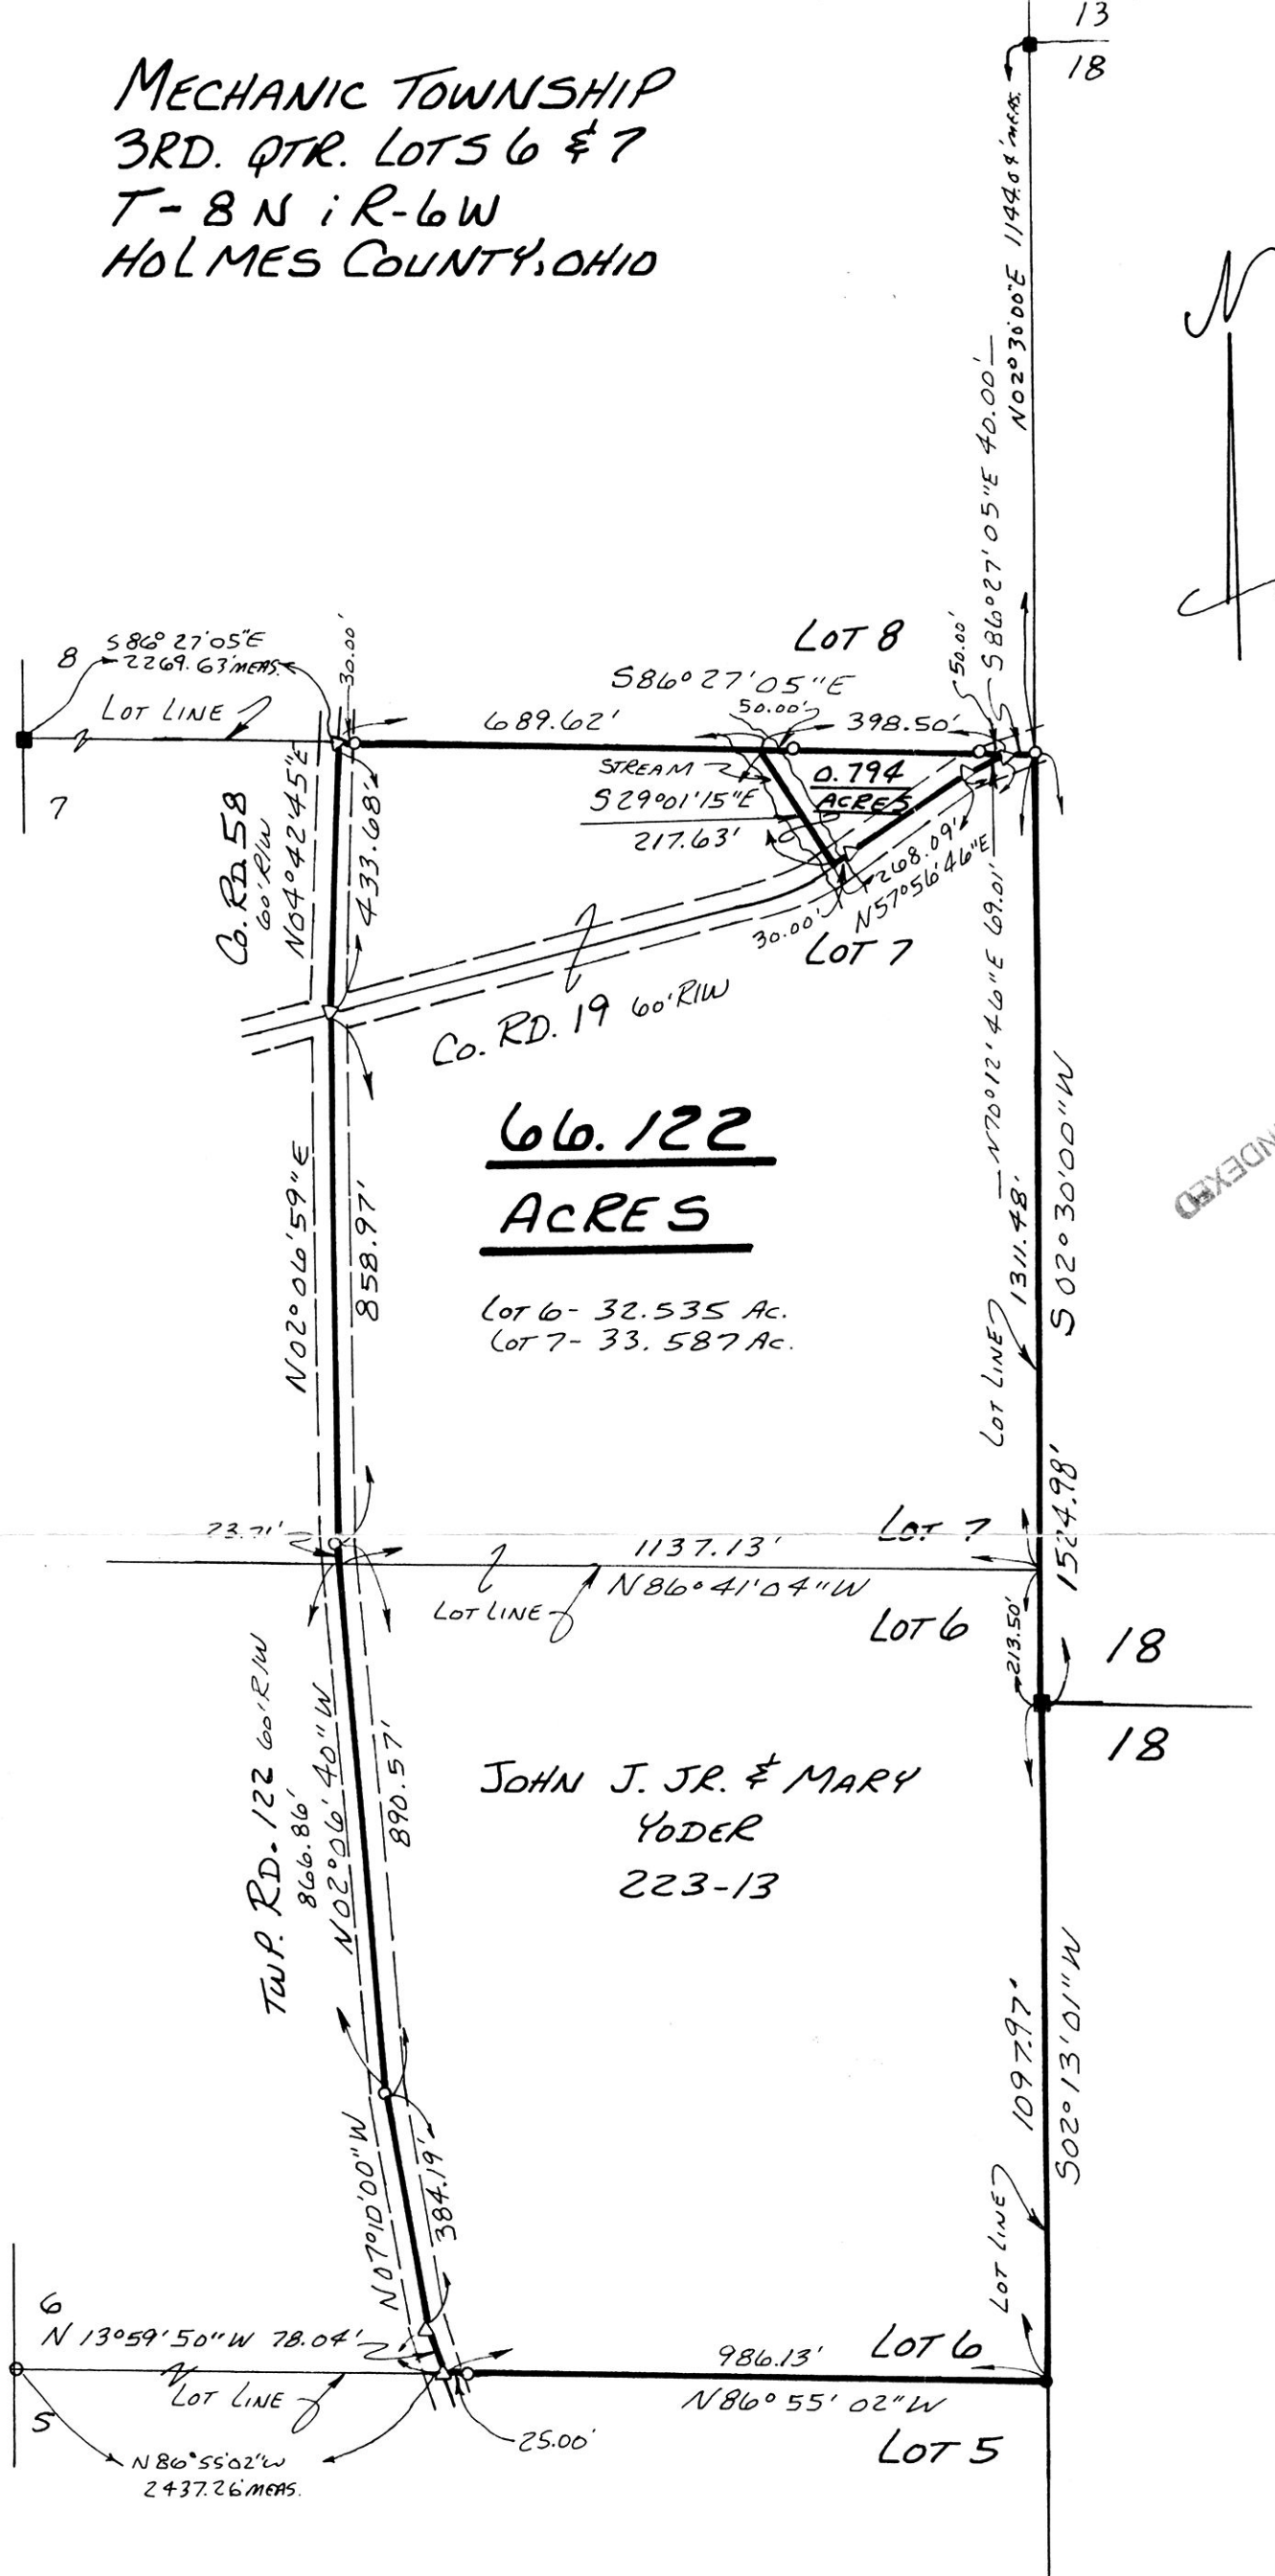 MECHANIC TOWNSHIP
3RD. QTR. LOTS 6 & 7
T-8N ; R-6W
HOLMES COUNTY, OHIO
13
18
N02°30'00"E 1144.04' MEAS.
N
S86°27'05"E 40.00'
8
S86°27'05"E
2269.63' MEAS.
LOT LINE
7
30.00'
LOT 8
S86°27'05"E
689.62'
50.00'
398.50'
50.00'
STREAM
S29°01'15"E
217.63'
0.794
ACRES
268.09'
N57°56'46"E
30.00'
LOT 7
N70°12'46"E 69.01'
CO. RD. 58
60' R/W
N04°42'45"E
433.68'
CO. RD. 19 60' R/W
66.122
ACRES
LOT 6- 32.535 AC.
LOT 7- 33.587 AC.
N02°06'59"E
858.97'
LOT LINE
1311.48'
S02°30'00"W
1524.98'
INDEXED
23.71'
1137.13'
N86°41'04"W
LOT LINE
LOT 7
LOT 6
213.50'
18
18
TWP. RD. 122 60' R/W
866.86'
N02°06'40"W
890.57'
JOHN J. JR. & MARY
YODER
223-13
1097.97'
S02°13'01"W
LOT LINE
N07°10'00"W
384.19'
6
N 13°59'50"W 78.04'
LOT LINE
5
N86°55'02"W
2437.26' MEAS.
25.00'
986.13'
N86°55'02"W
LOT 6
LOT 5